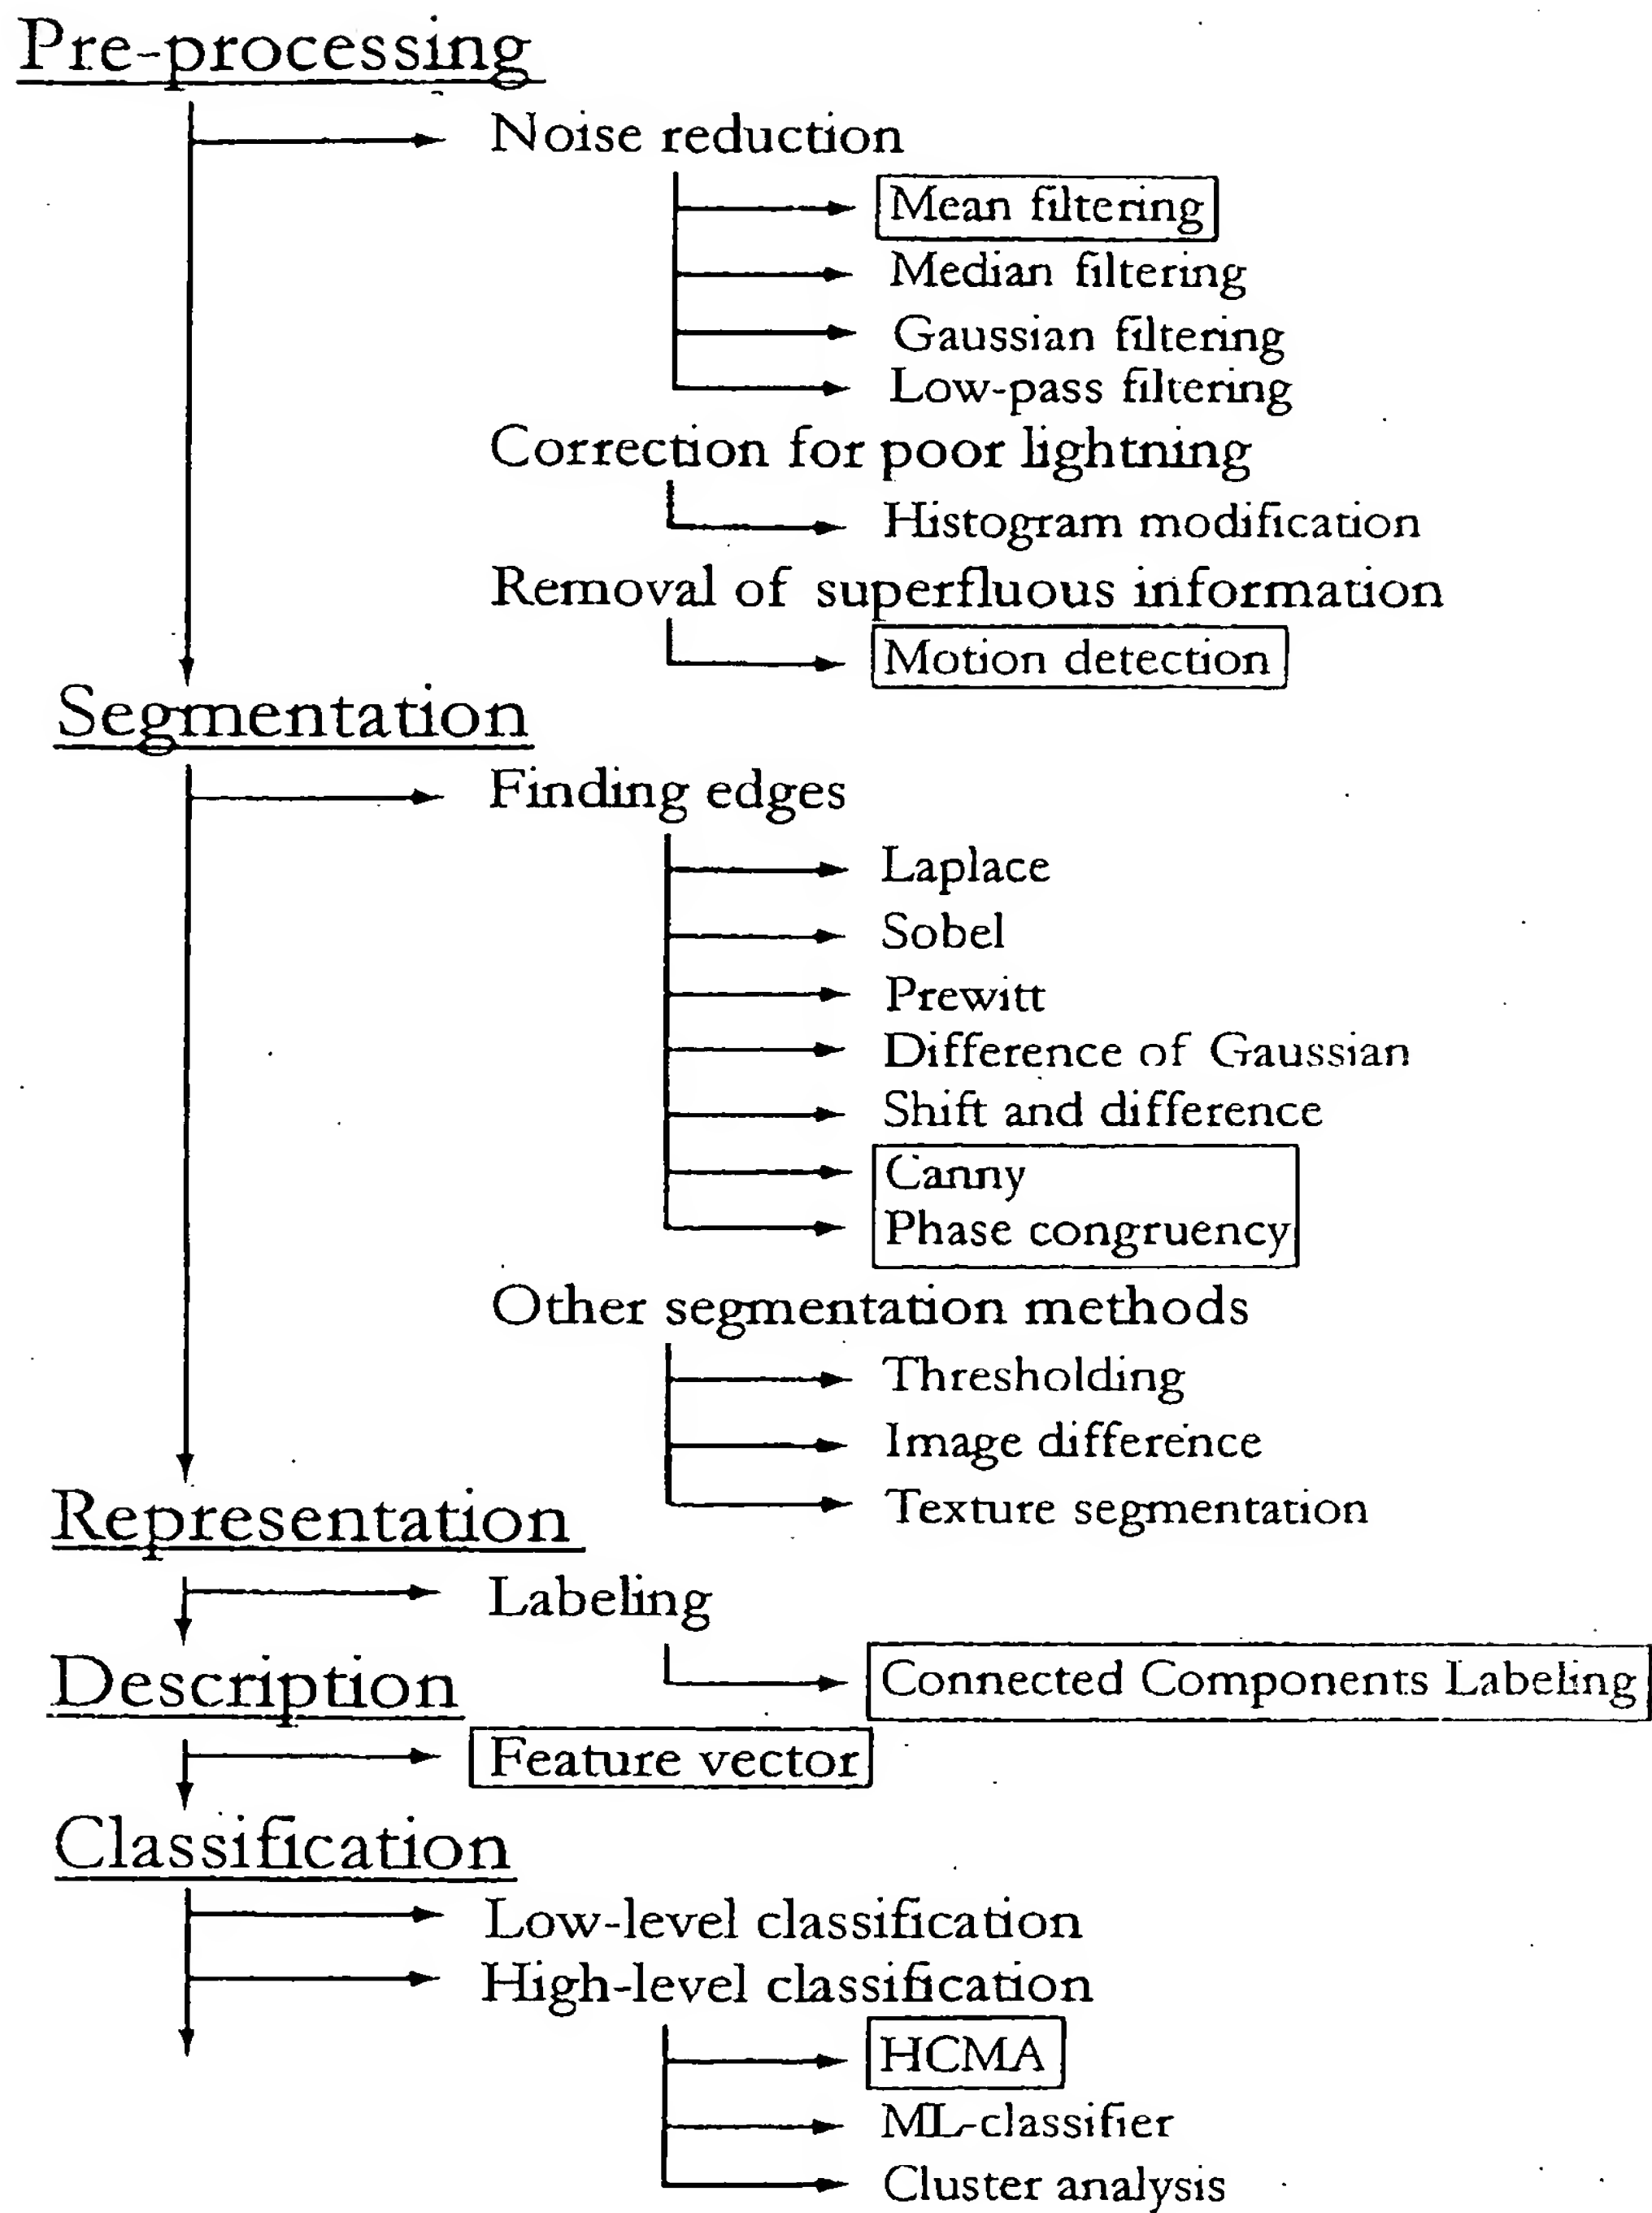 Pre-processing
Noise reduction
Mean filtering
Median filtering
Gaussian filtering
Low-pass filtering
Correction for poor lightning
Histogram modification
Removal of superfluous information
Motion detection
Segmentation
Finding edges
Laplace
Sobel
Prewitt
Difference of Gaussian
Shift and difference
Canny
Phase congruency
Other segmentation methods
Thresholding
Image difference
Texture segmentation
Representation
Labeling
Connected Components Labeling
Description
Feature vector
Classification
Low-level classification
High-level classification
HCMA
ML-classifier
Cluster analysis